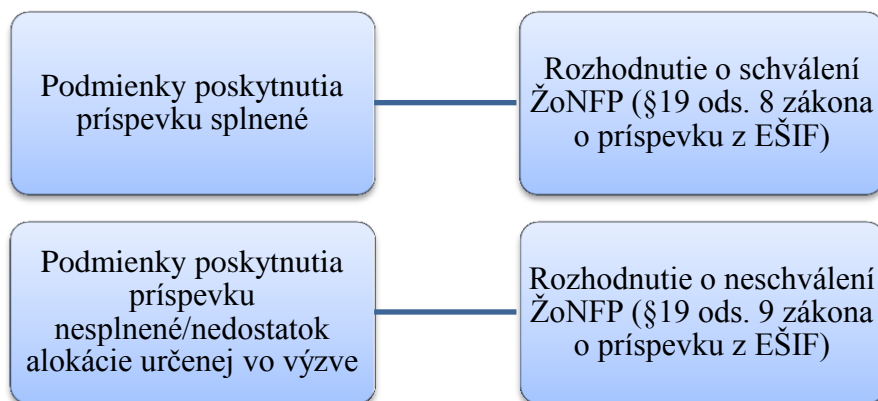 Podmienky poskytnutia
príspevku splnené
Rozhodnutie o schválení
ŽoNFP (§19 ods. 8 zákona
o príspevku z EŠIF)
Podmienky poskytnutia
príspevku
nesplnené/nedostatok
alokácie určenej vo výzve
Rozhodnutie o neschválení
ŽoNFP (§19 ods. 9 zákona
o príspevku z EŠIF)